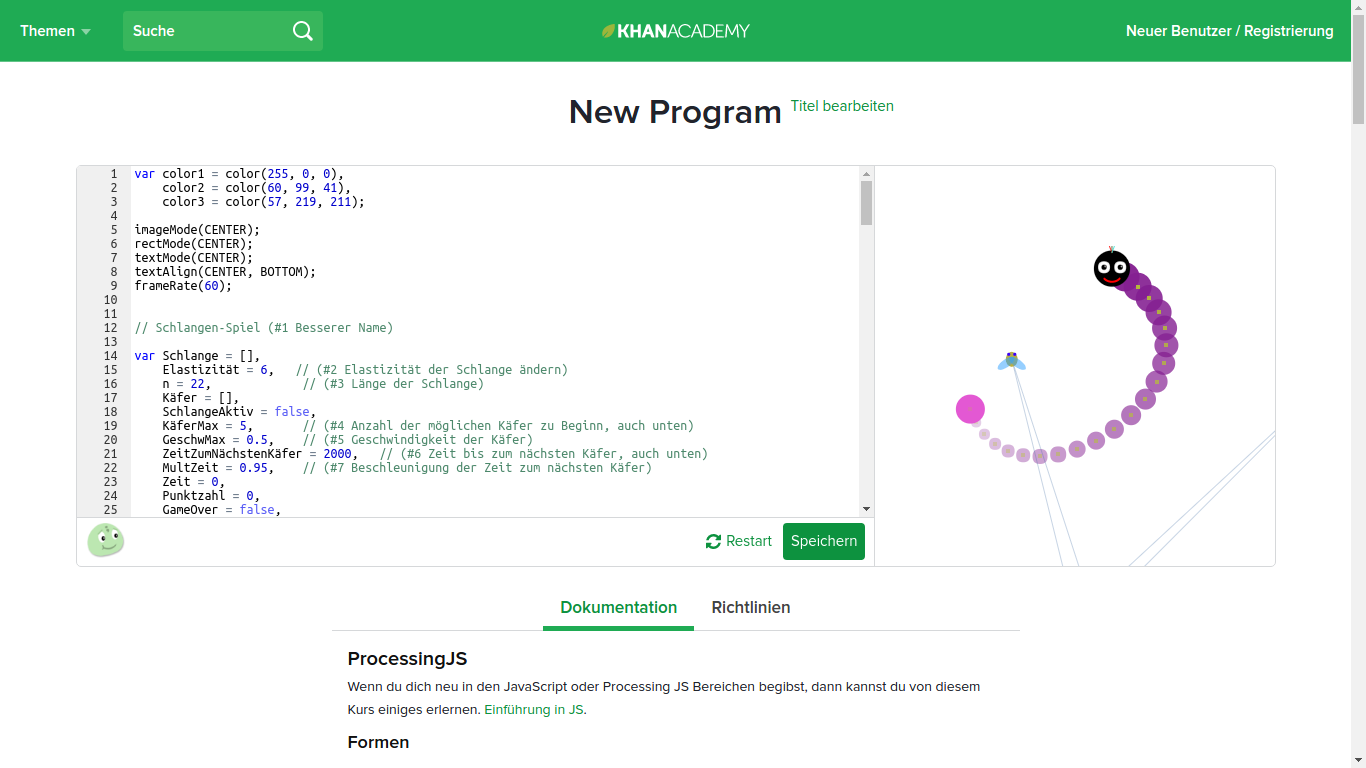 Themen
Suche
KHANACADEMY
Neuer Benutzer / Registrierung
New Program
Titel bearbeiten
1 var color1 = color(255, 0, 0),
2     color2 = color(60, 99, 41),
3     color3 = color(57, 219, 211);
4
5 imageMode(CENTER);
6 rectMode(CENTER);
7 textMode(CENTER);
8 textAlign(CENTER, BOTTOM);
9 frameRate(60);
10
11
12 // Schlangen-Spiel (#1 Besserer Name)
13
14 var Schlange = [],
15     Elastizität = 6,   // (#2 Elastizität der Schlange ändern)
16     n = 22,             // (#3 Länge der Schlange)
17     Käfer = [],
18     SchlangeAktiv = false,
19     KäferMax = 5,       // (#4 Anzahl der möglichen Käfer zu Beginn, auch unten)
20     GeschwMax = 0.5,    // (#5 Geschwindigkeit der Käfer)
21     ZeitZumNächstenKäfer = 2000,   // (#6 Zeit bis zum nächsten Käfer, auch unten)
22     MultZeit = 0.95,    // (#7 Beschleunigung der Zeit zum nächsten Käfer)
23     Zeit = 0,
24     Punktzahl = 0,
25     GameOver = false,
Restart
Speichern
Dokumentation
Richtlinien
ProcessingJS
Wenn du dich neu in den JavaScript oder Processing JS Bereichen begibst, dann kannst du von diesem
Kurs einiges erlernen. Einführung in JS.
Formen